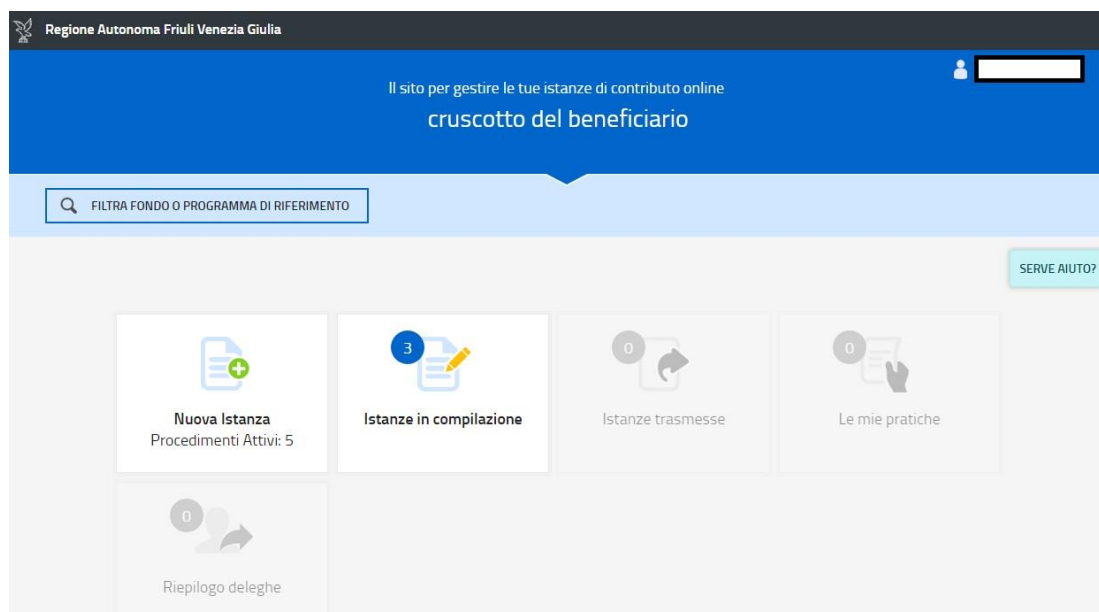 Regione Autonoma Friuli Venezia Giulia
Il sito per gestire le tue istanze di contributo online
cruscotto del beneficiario
FILTRA FONDO O PROGRAMMA DI RIFERIMENTO
SERVE AIUTO?
Nuova Istanza
Procedimenti Attivi: 5
3
Istanze in compilazione
0
Istanze trasmesse
0
Le mie pratiche
0
Riepilogo deleghe